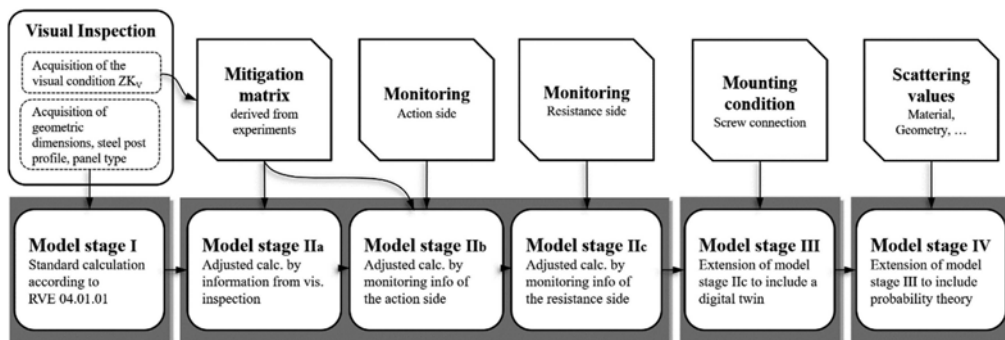 Visual Inspection
Acquisition of the
visual condition ZKV
Acquisition of
geometric
dimensions, steel post
profile, panel type
Mitigation
matrix
derived from
experiments
Monitoring
Action side
Monitoring
Resistance side
Mounting
condition
Screw connection
Scattering
values
Material,
Geometry, ...
Model stage I
Standard calculation
according to
RVE 04.01.01
Model stage IIa
Adjusted calc. by
information from vis.
inspection
Model stage IIb
Adjusted calc. by
monitoring info
of the action side
Model stage IIc
Adjusted calc. by
monitoring info of
the resistance side
Model stage III
Extension of model
stage IIc to include a
digital twin
Model stage IV
Extension of model
stage III to include
probability theory